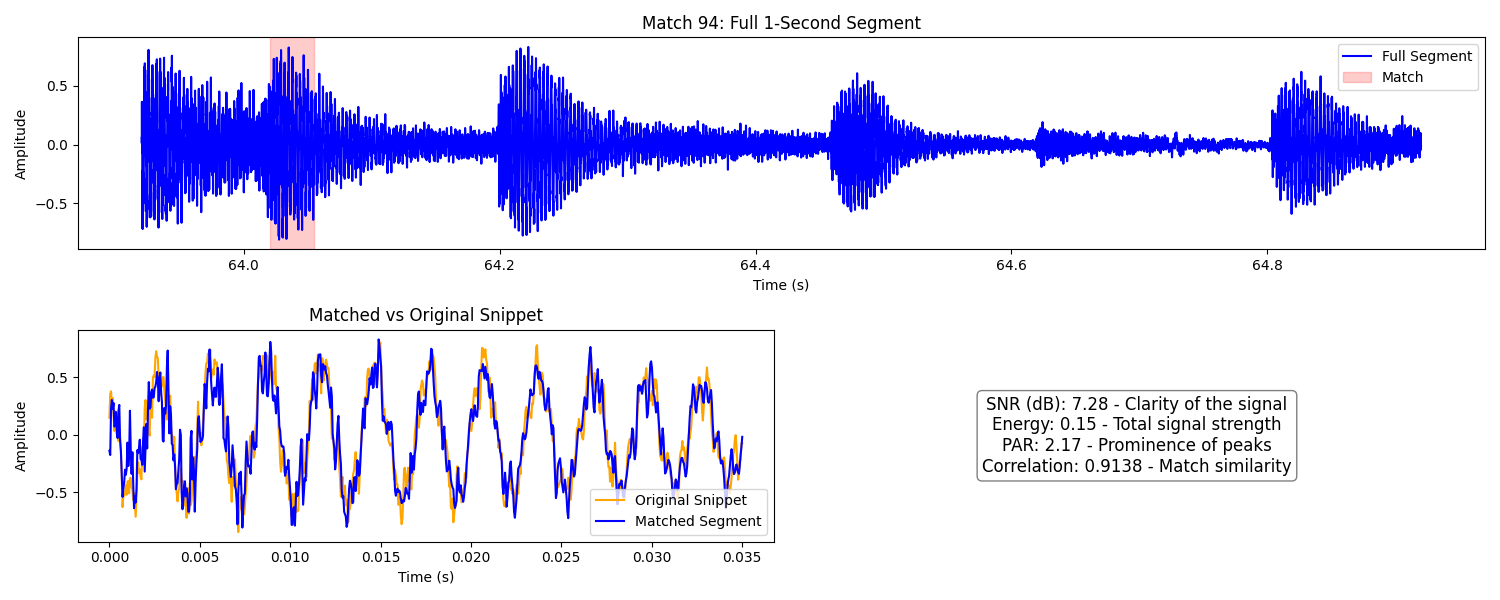 Match 94: Full 1-Second Segment
Amplitude
0.5
0.0
−0.5
Full Segment
Match
64.0
64.2
64.4
64.6
64.8
Time (s)
Matched vs Original Snippet
Amplitude
0.5
0.0
−0.5
Original Snippet
Matched Segment
0.000
0.005
0.010
0.015
0.020
0.025
0.030
0.035
Time (s)
SNR (dB): 7.28 - Clarity of the signal
Energy: 0.15 - Total signal strength
PAR: 2.17 - Prominence of peaks
Correlation: 0.9138 - Match similarity